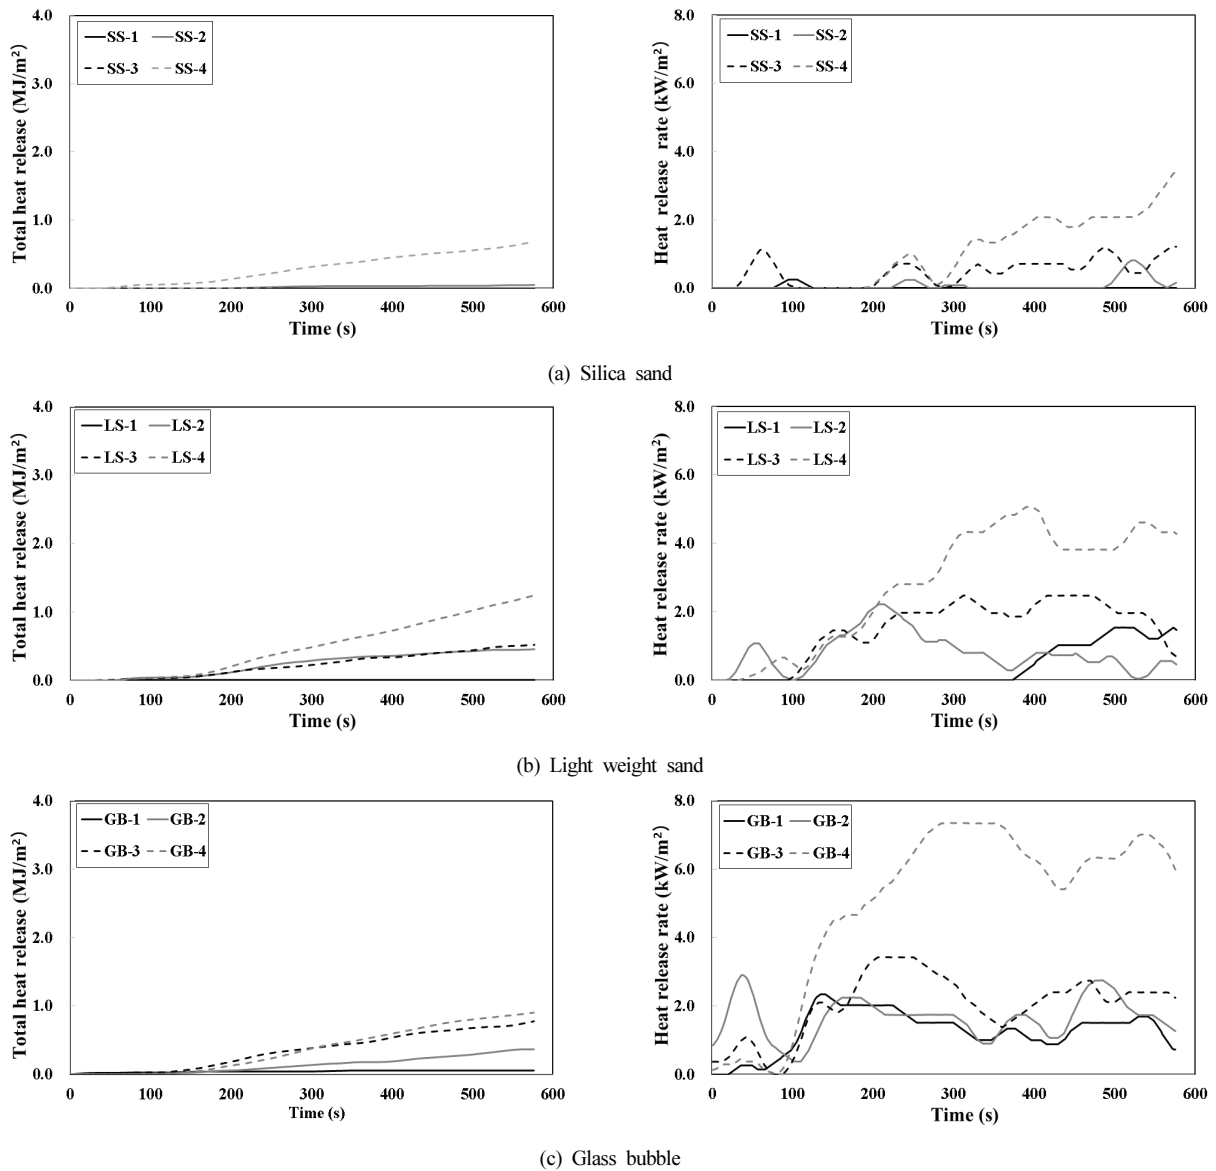 Total heat release (MJ/m²)
4.0
3.0
2.0
1.0
0.0
SS-1 SS-2
SS-3 SS-4
0 100 200 300 400 500 600
Time (s)
Heat release rate (kW/m²)
8.0
6.0
4.0
2.0
0.0
SS-1 SS-2
SS-3 SS-4
0 100 200 300 400 500 600
Time (s)
(a) Silica sand
Total heat release (MJ/m²)
4.0
3.0
2.0
1.0
0.0
LS-1 LS-2
LS-3 LS-4
0 100 200 300 400 500 600
Time (s)
Heat release rate (kW/m²)
8.0
6.0
4.0
2.0
0.0
LS-1 LS-2
LS-3 LS-4
0 100 200 300 400 500 600
Time (s)
(b) Light weight sand
Total heat release (MJ/m²)
4.0
3.0
2.0
1.0
0.0
GB-1 GB-2
GB-3 GB-4
0 100 200 300 400 500 600
Time (s)
Heat release rate (kW/m²)
8.0
6.0
4.0
2.0
0.0
GB-1 GB-2
GB-3 GB-4
0 100 200 300 400 500 600
Time (s)
(c) Glass bubble